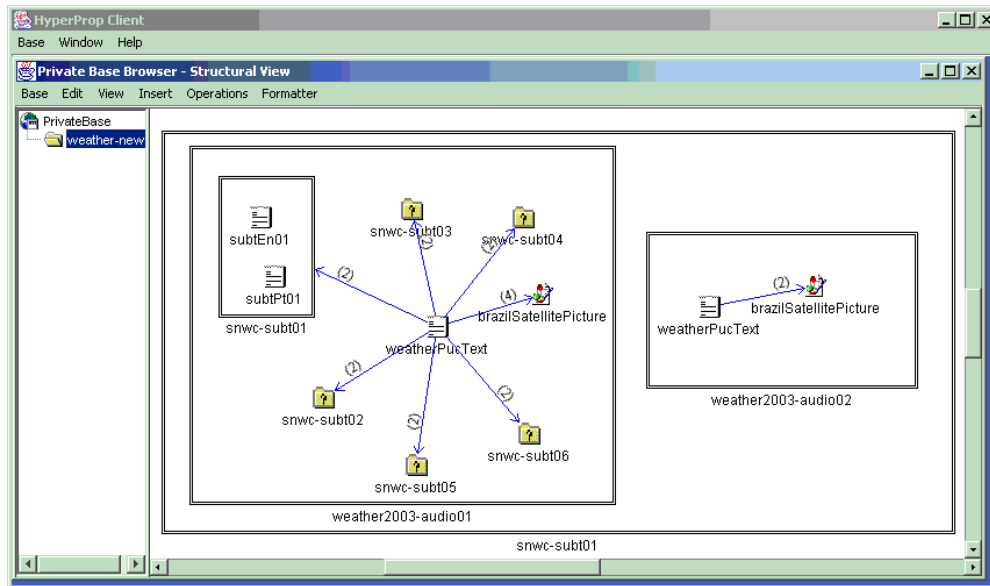 HyperProp Client
Base Window Help
Private Base Browser - Structural View
Base Edit View Insert Operations Formatter
PrivateBase
weather-new
subtEn01
subtPt01
snwc-subt01
snwc-subt03
(2)
snwc-subt04
(2)
(2)
(4)
brazilSatellitePicture
weatherPucText
(2)
snwc-subt02
(2)
snwc-subt05
(2)
snwc-subt06
weather2003-audio01
(2)
brazilSatellitePicture
weatherPucText
weather2003-audio02
snwc-subt01